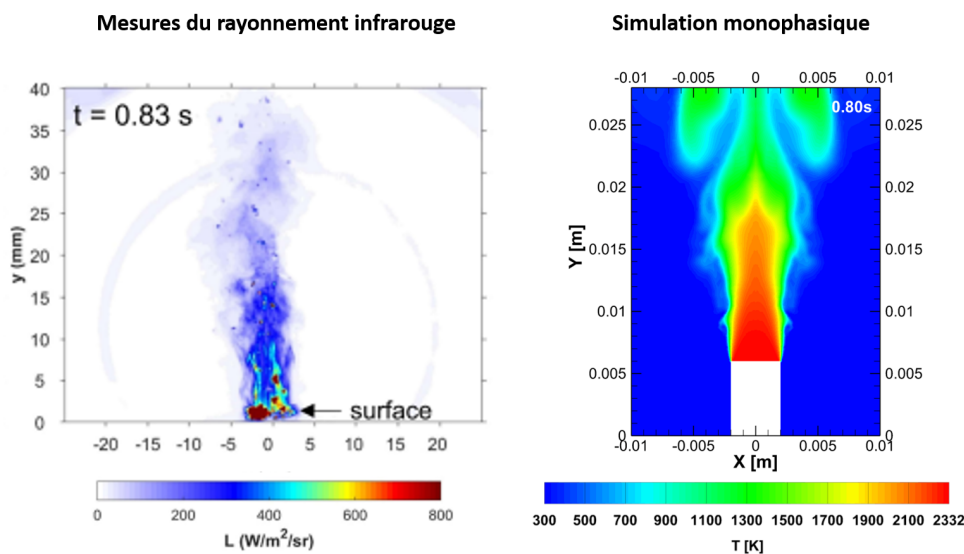 Mesures du rayonnement infrarouge
t = 0.83 s
surface
y (mm)
40
35
30
25
20
15
10
5
0
-20 -15 -10 -5 0 5 10 15 20
0 200 400 600 800
L (W/m²/sr)
Simulation monophasique
-0.01 -0.005 0 0.005 0.01
0.80s
Y [m]
0.025
0.02
0.015
0.01
0.005
0
0.025
0.02
0.015
0.01
0.005
0
-0.01 -0.005 0 0.005 0.01
X [m]
300 500 700 900 1100 1300 1500 1700 1900 2100 2332
T [K]